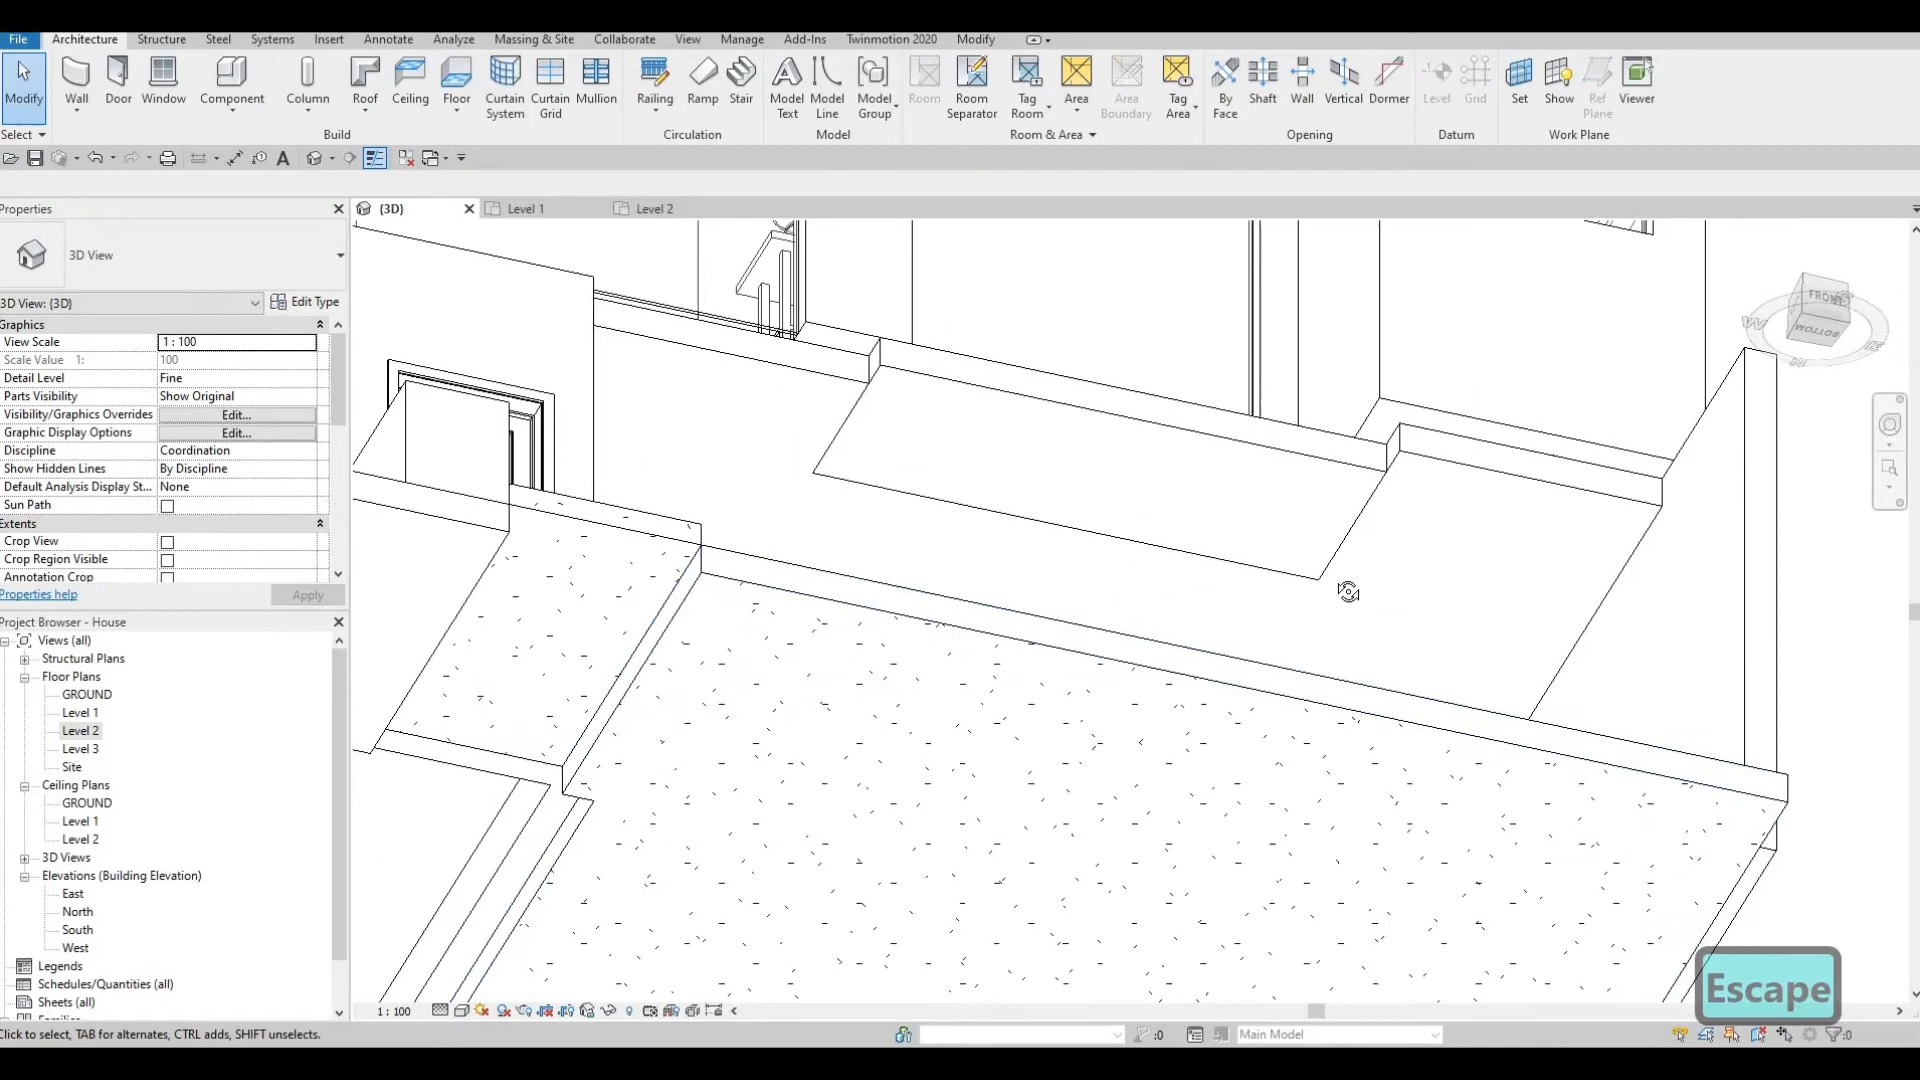 File Architecture Structure Steel Systems Insert Annotate Analyze Massing & Site Collaborate View Manage Add-Ins Twinmotion 2020 Modify
Modify Wall Door Window Component Column Roof Ceiling Floor Curtain System Curtain Grid Mullion Railing Ramp Stair Model Text Model Line Model Group Room Room Separator Tag Room Area Area Boundary Tag Area By Face Shaft Wall Vertical Dormer Level Grid Set Show Ref Plane Viewer
Select Build Circulation Model Room & Area Opening Datum Work Plane
Properties
{3D} Level 1 Level 2
3D View
3D View: {3D} Edit Type
Graphics
View Scale 1 : 100
Scale Value 1: 100
Detail Level Fine
Parts Visibility Show Original
Visibility/Graphics Overrides Edit...
Graphic Display Options Edit...
Discipline Coordination
Show Hidden Lines By Discipline
Default Analysis Display St... None
Sun Path
Extents
Crop View
Crop Region Visible
Annotation Crop
Properties help Apply
Project Browser - House
Views (all)
Structural Plans
Floor Plans
GROUND
Level 1
Level 2
Level 3
Site
Ceiling Plans
GROUND
Level 1
Level 2
3D Views
Elevations (Building Elevation)
East
North
South
West
Legends
Schedules/Quantities (all)
Sheets (all)
FRONT
BOTTOM
W
E
Escape
1 : 100
Click to select, TAB for alternates, CTRL adds, SHIFT unselects.
:0 Main Model :0